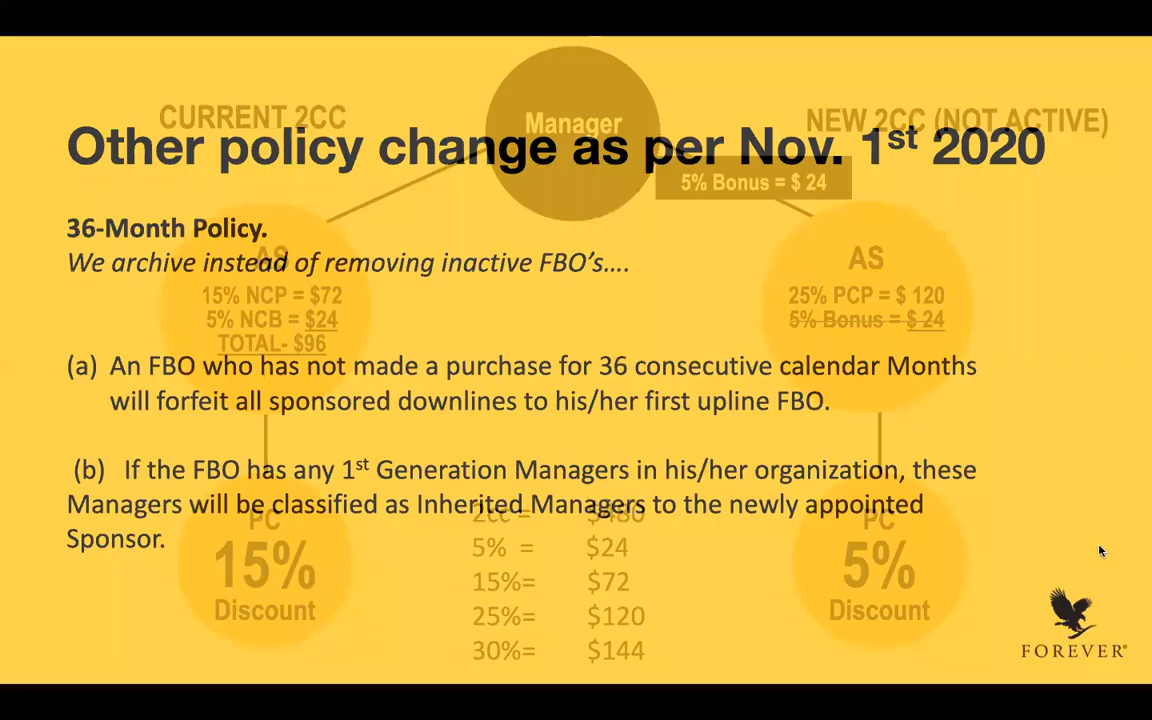 Other policy change as per Nov. 1st 2020
36-Month Policy.
We archive instead of removing inactive FBO’s….
(a) An FBO who has not made a purchase for 36 consecutive calendar Months
will forfeit all sponsored downlines to his/her first upline FBO.
(b) If the FBO has any 1st Generation Managers in his/her organization, these
Managers will be classified as Inherited Managers to the newly appointed
Sponsor.
CURRENT 2CC
Manager
NEW 2CC (NOT ACTIVE)
5% Bonus = $ 24
AS
15% NCP = $72
5% NCB = $24
TOTAL- $96
AS
25% PCP = $ 120
5% Bonus = $ 24
PC
15%
Discount
2cc = $480
5% = $24
15%= $72
25%= $120
30%= $144
PC
5%
Discount
FOREVER